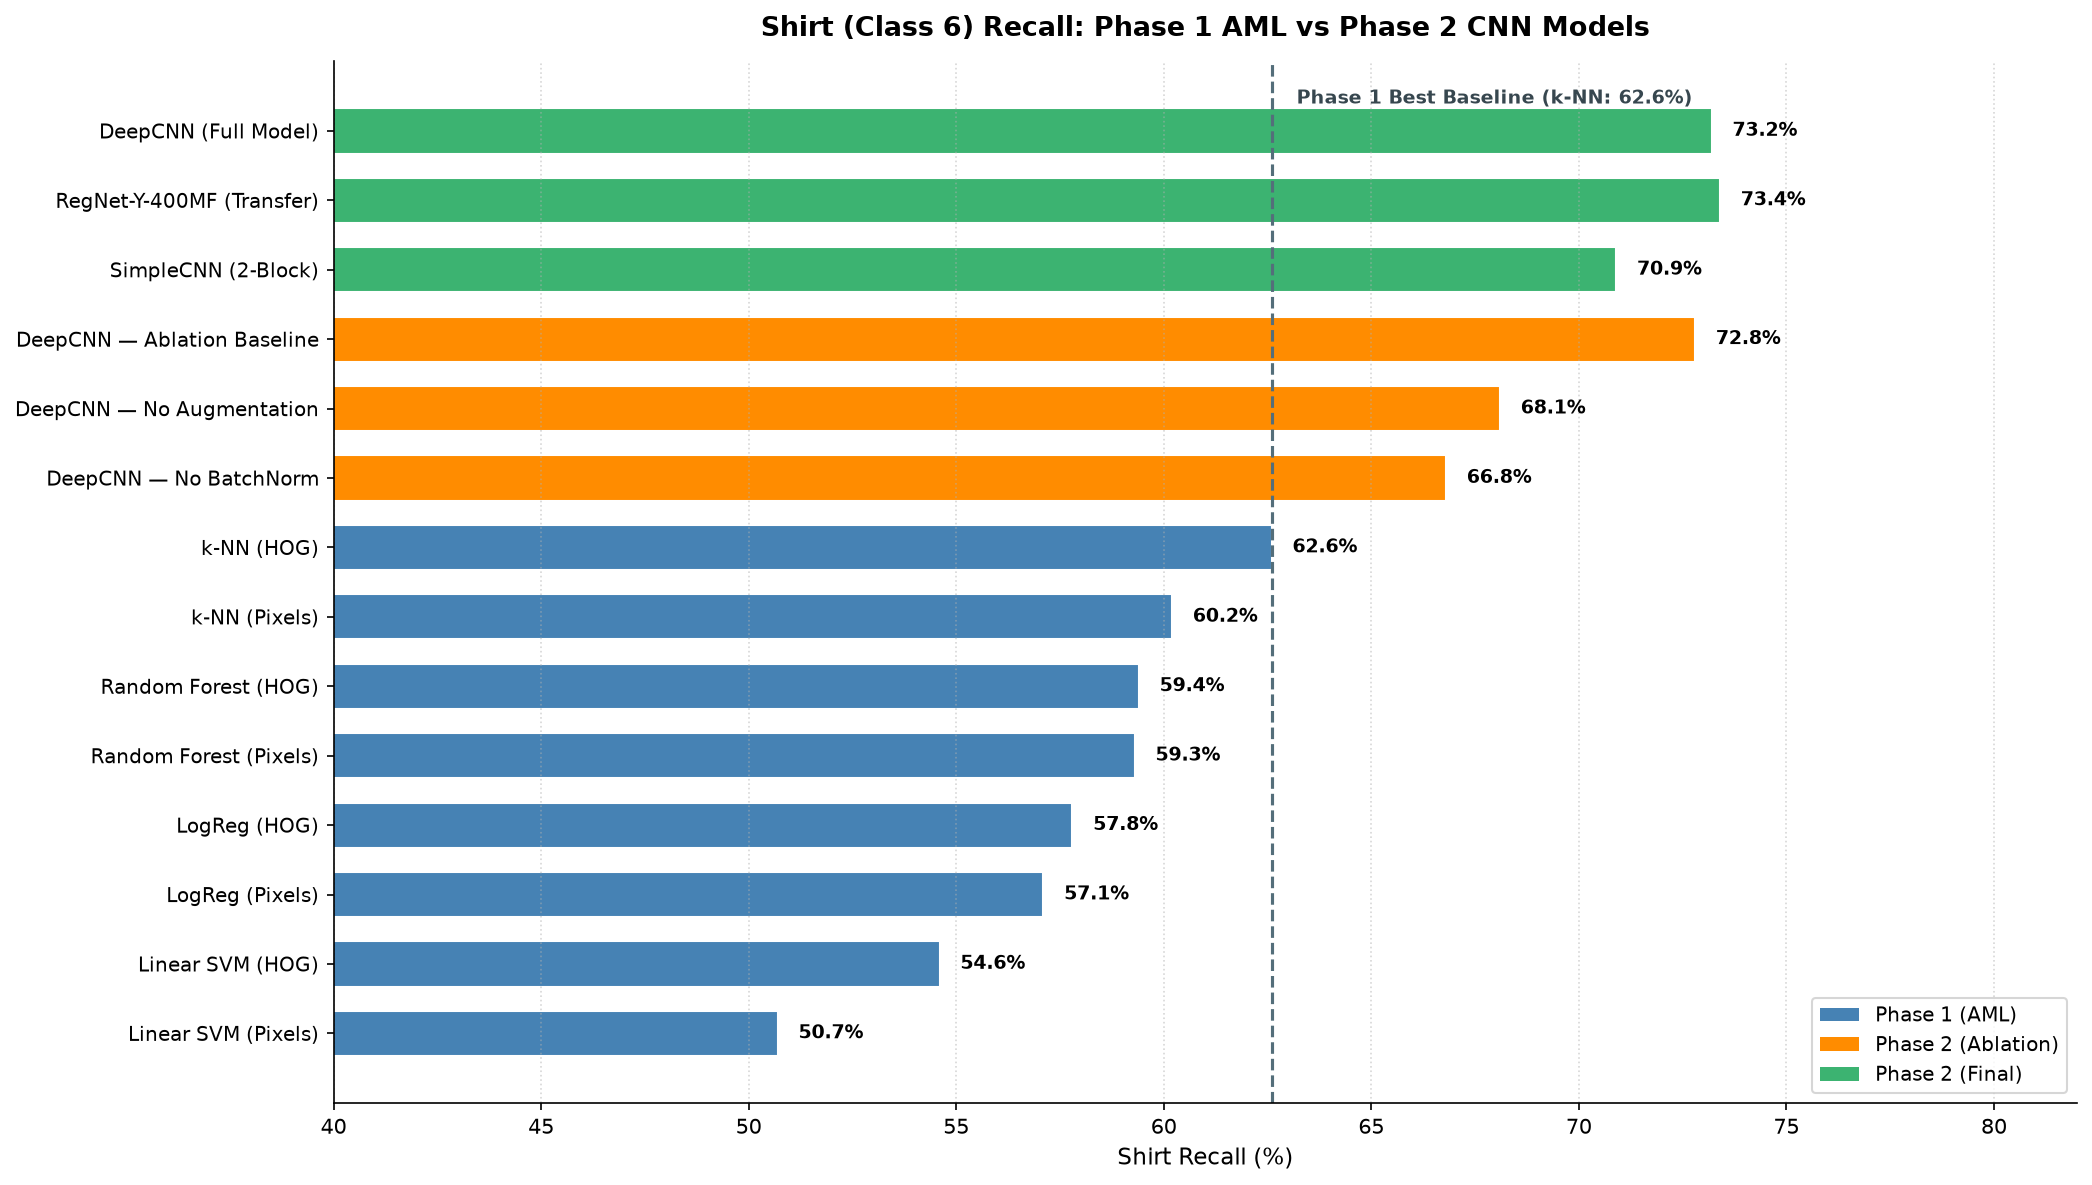 Shirt (Class 6) Recall: Phase 1 AML vs Phase 2 CNN Models
Phase 1 Best Baseline (k-NN: 62.6%)
DeepCNN (Full Model) 73.2%
RegNet-Y-400MF (Transfer) 73.4%
SimpleCNN (2-Block) 70.9%
DeepCNN — Ablation Baseline 72.8%
DeepCNN — No Augmentation 68.1%
DeepCNN — No BatchNorm 66.8%
k-NN (HOG) 62.6%
k-NN (Pixels) 60.2%
Random Forest (HOG) 59.4%
Random Forest (Pixels) 59.3%
LogReg (HOG) 57.8%
LogReg (Pixels) 57.1%
Linear SVM (HOG) 54.6%
Linear SVM (Pixels) 50.7%
Phase 1 (AML)
Phase 2 (Ablation)
Phase 2 (Final)
40 45 50 55 60 65 70 75 80
Shirt Recall (%)